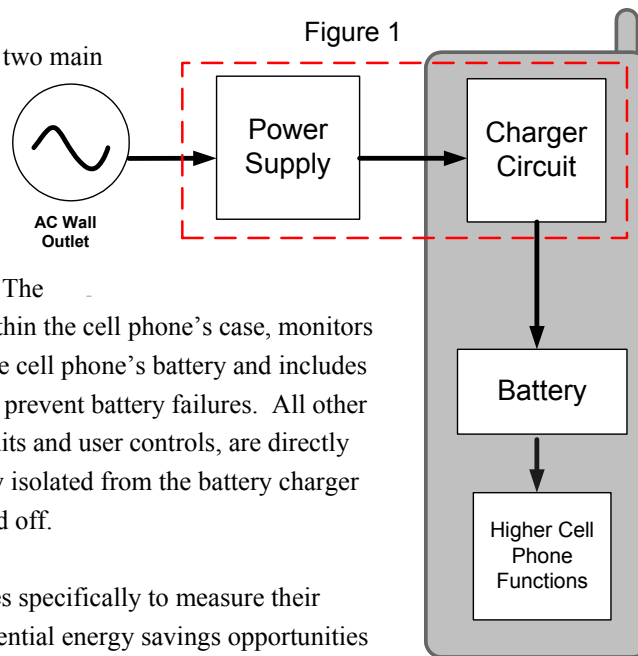 Figure 1
two main
Power
Supply
Charger
Circuit
AC Wall
Outlet
The
thin the cell phone’s case, monitors
e cell phone’s battery and includes
prevent battery failures.  All other
its and user controls, are directly
isolated from the battery charger
d off.
Battery
Higher Cell
Phone
Functions
es specifically to measure their
ential energy savings opportunities